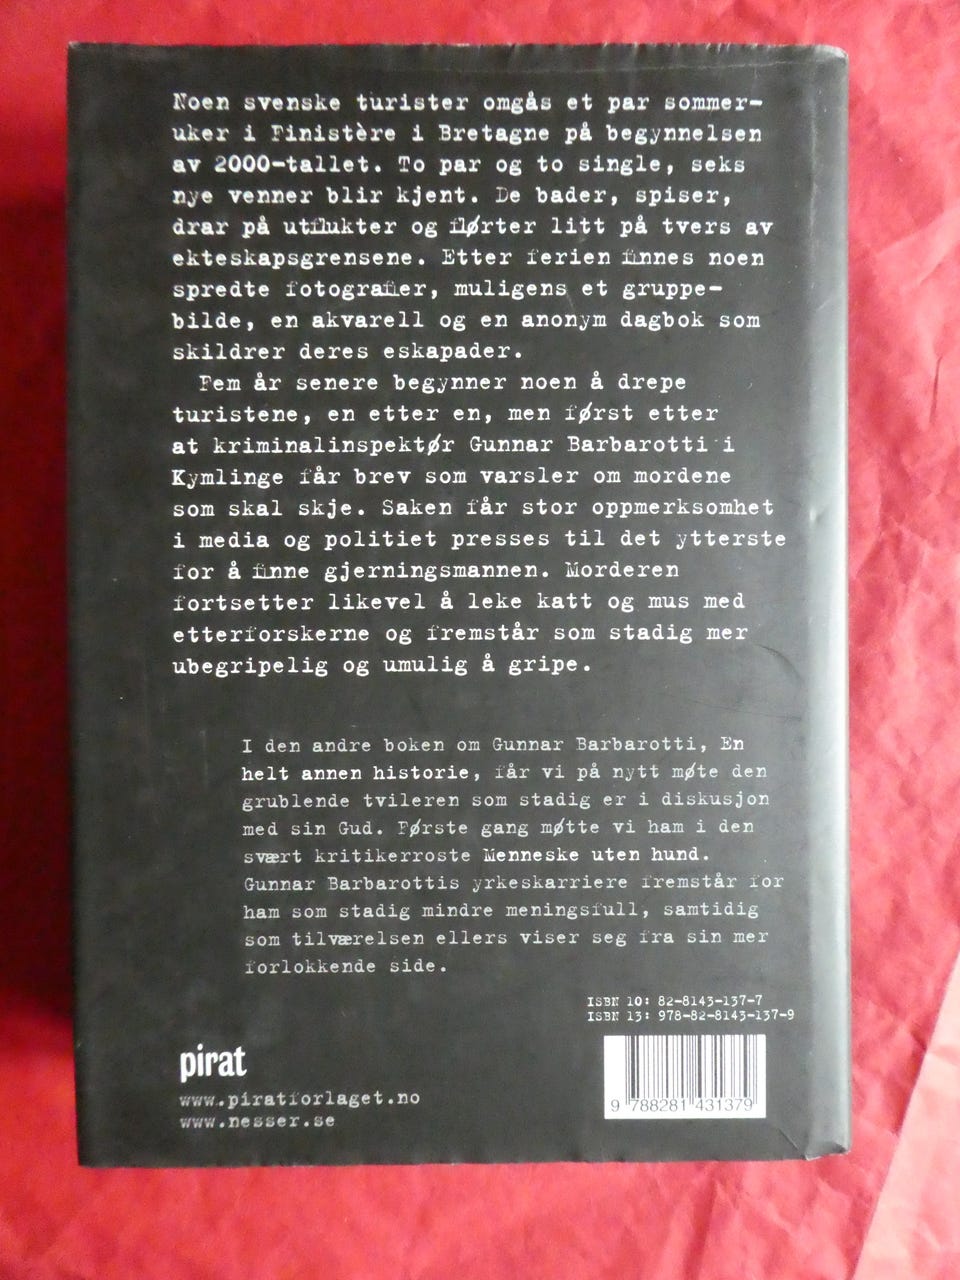 Noen svenske turister omgås et par sommer-
uker i Finistère i Bretagne på begynnelsen
av 2000-tallet. To par og to single, seks
nye venner blir kjent. De bader, spiser,
drar på utflukter og flørter litt på tvers av
ekteskapsgrensene. Etter ferien finnes noen
spredte fotografier, muligens et gruppe-
bilde, en akvarell og en anonym dagbok som
skildrer deres eskapader.
Fem år senere begynner noen å drepe
turistene, en etter en, men først etter
at kriminalinspektør Gunnar Barbarotti i
Kymlinge får brev som varsler om mordene
som skal skje. Saken får stor oppmerksomhet
i media og politiet presses til det ytterste
for å finne gjerningsmannen. Morderen
fortsetter likevel å leke katt og mus med
etterforskerne og fremstår som stadig mer
ubegripelig og umulig å gripe.
I den andre boken om Gunnar Barbarotti, En
helt annen historie, får vi på nytt møte den
grublende tvileren som stadig er i diskusjon
med sin Gud. Første gang møtte vi ham i den
svært kritikerroste Menneske uten hund.
Gunnar Barbarottis yrkeskarriere fremstår for
ham som stadig mindre meningsfull, samtidig
som tilværelsen ellers viser seg fra sin mer
forlokkende side.
ISBN 10: 82-8143-137-7
ISBN 13: 978-82-8143-137-9
pirat
www.piratforlaget.no
www.nesser.se
9 788281 431379